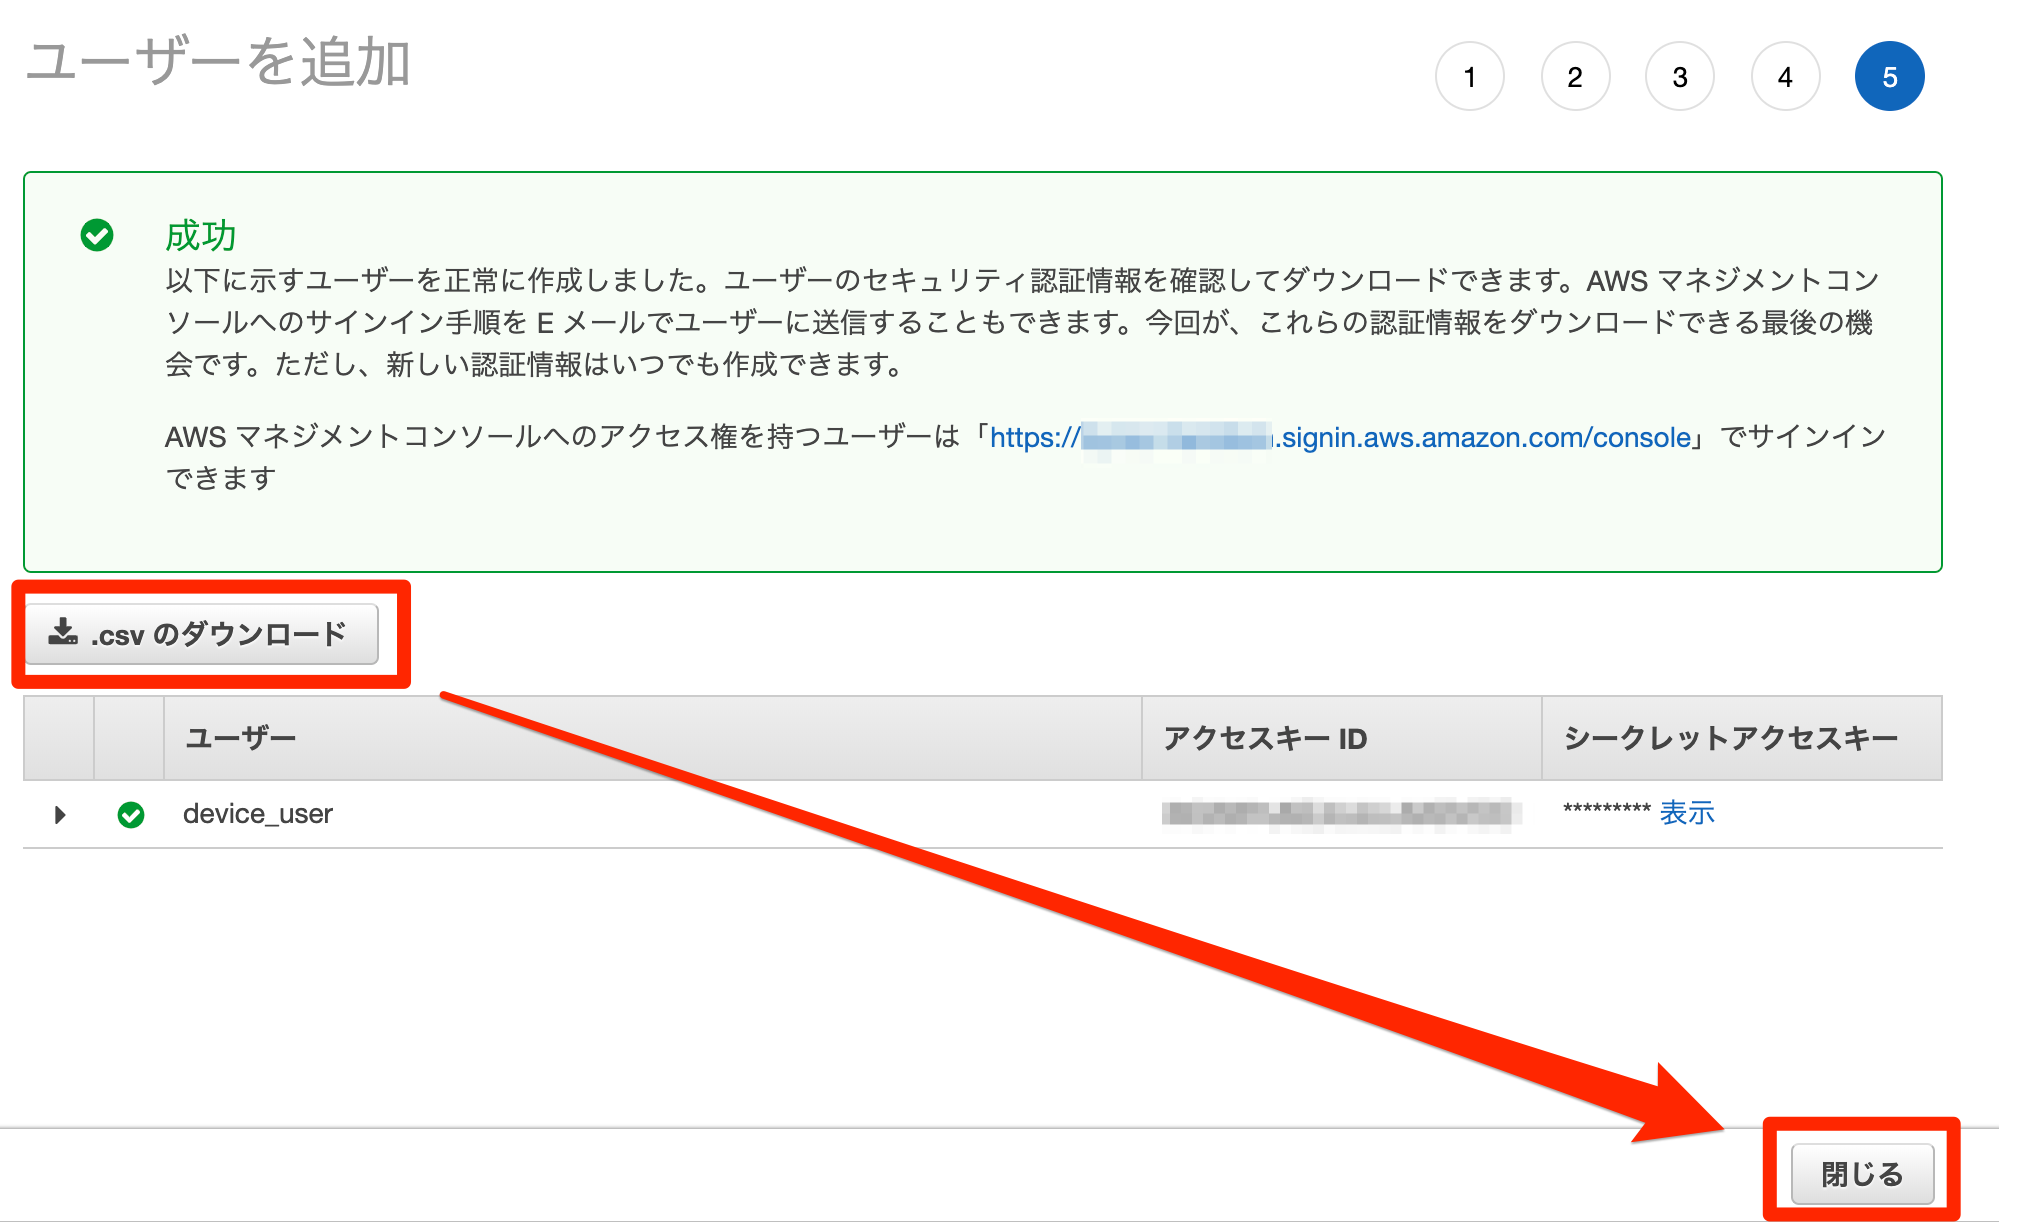 ユーザーを追加
1 2 3 4 5
成功
以下に示すユーザーを正常に作成しました。ユーザーのセキュリティ認証情報を確認してダウンロードできます。AWS マネジメントコン
ソールへのサインイン手順を E メールでユーザーに送信することもできます。今回が、これらの認証情報をダウンロードできる最後の機
会です。ただし、新しい認証情報はいつでも作成できます。
AWS マネジメントコンソールへのアクセス権を持つユーザーは「https:// .signin.aws.amazon.com/console」でサインイン
できます
.csv のダウンロード
ユーザー アクセスキー ID シークレットアクセスキー
device_user ********* 表示
閉じる